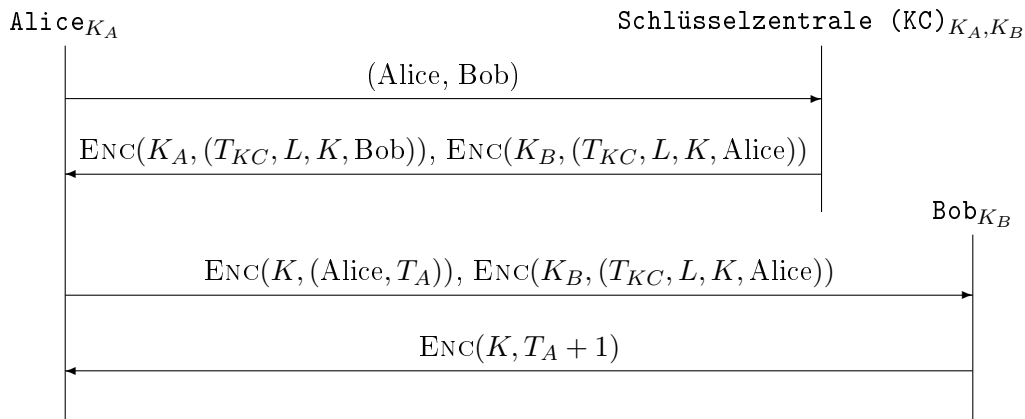 Alice_{K_A} Schlüsselzentrale (KC)_{K_A,K_B}
(Alice, Bob)
ENC(K_A, (T_{KC}, L, K, Bob)), ENC(K_B, (T_{KC}, L, K, Alice))
Bob_{K_B}
ENC(K, (Alice, T_A)), ENC(K_B, (T_{KC}, L, K, Alice))
ENC(K, T_A + 1)